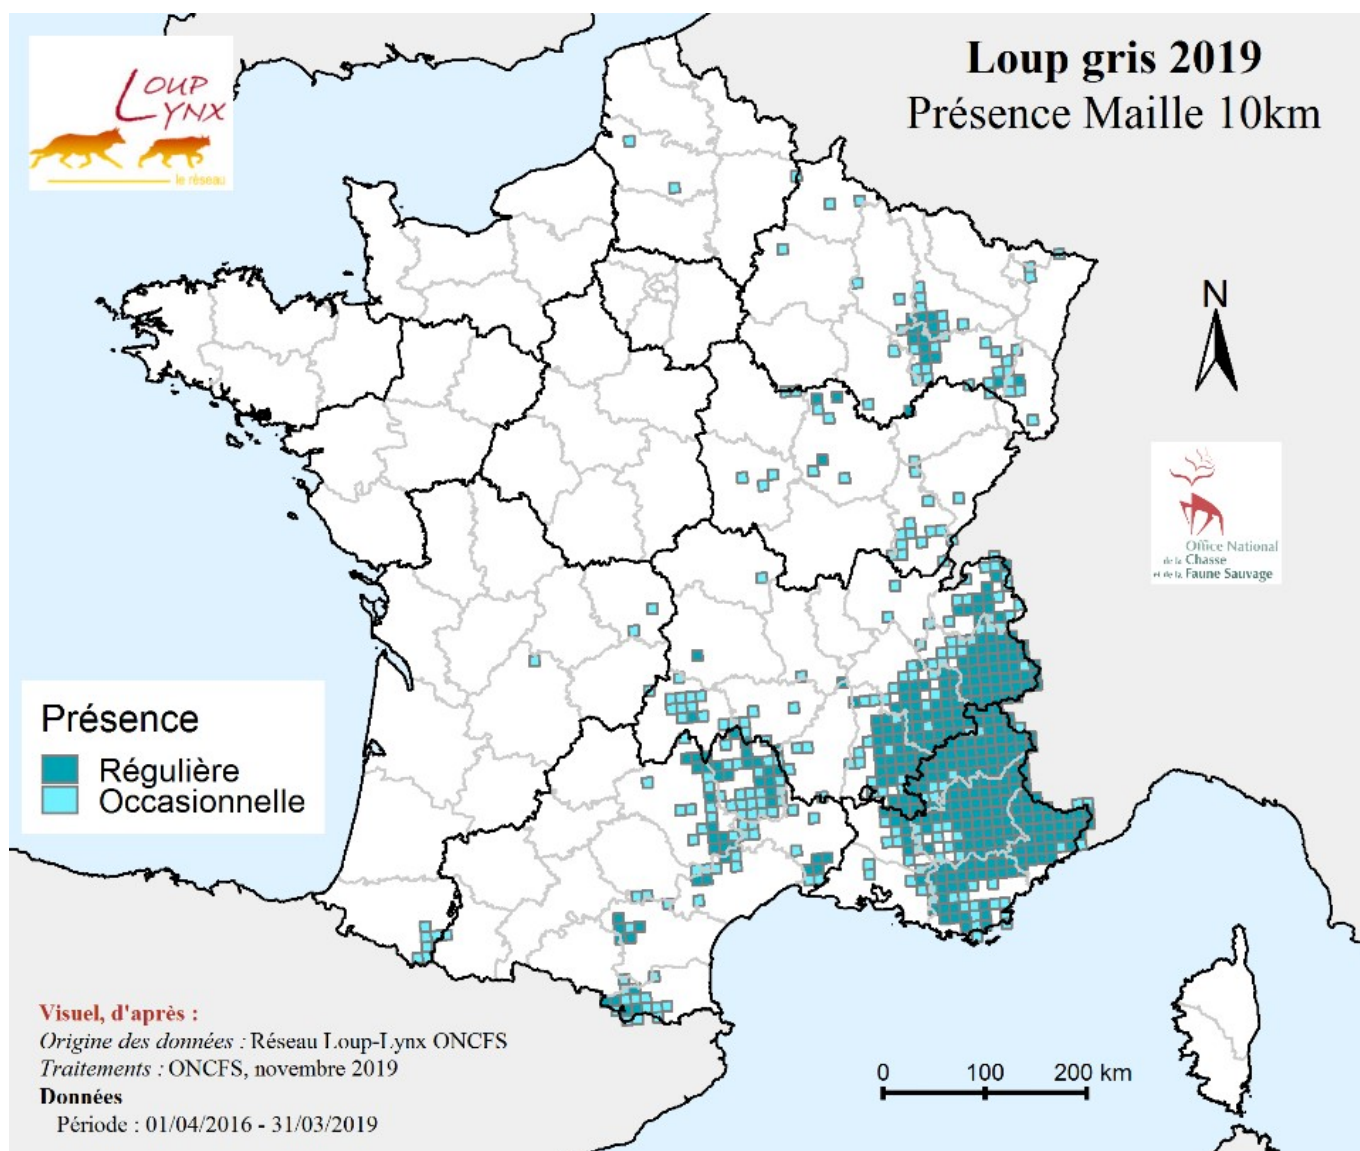 LOUP
LYNX
le réseau
Loup gris 2019
Présence Maille 10km
N
Office National
de la Chasse
et de la Faune Sauvage
Présence
Régulière
Occasionnelle
Visuel, d'après :
Origine des données : Réseau Loup-Lynx ONCFS
Traitements : ONCFS, novembre 2019
Données
Période : 01/04/2016 - 31/03/2019
0 100 200 km